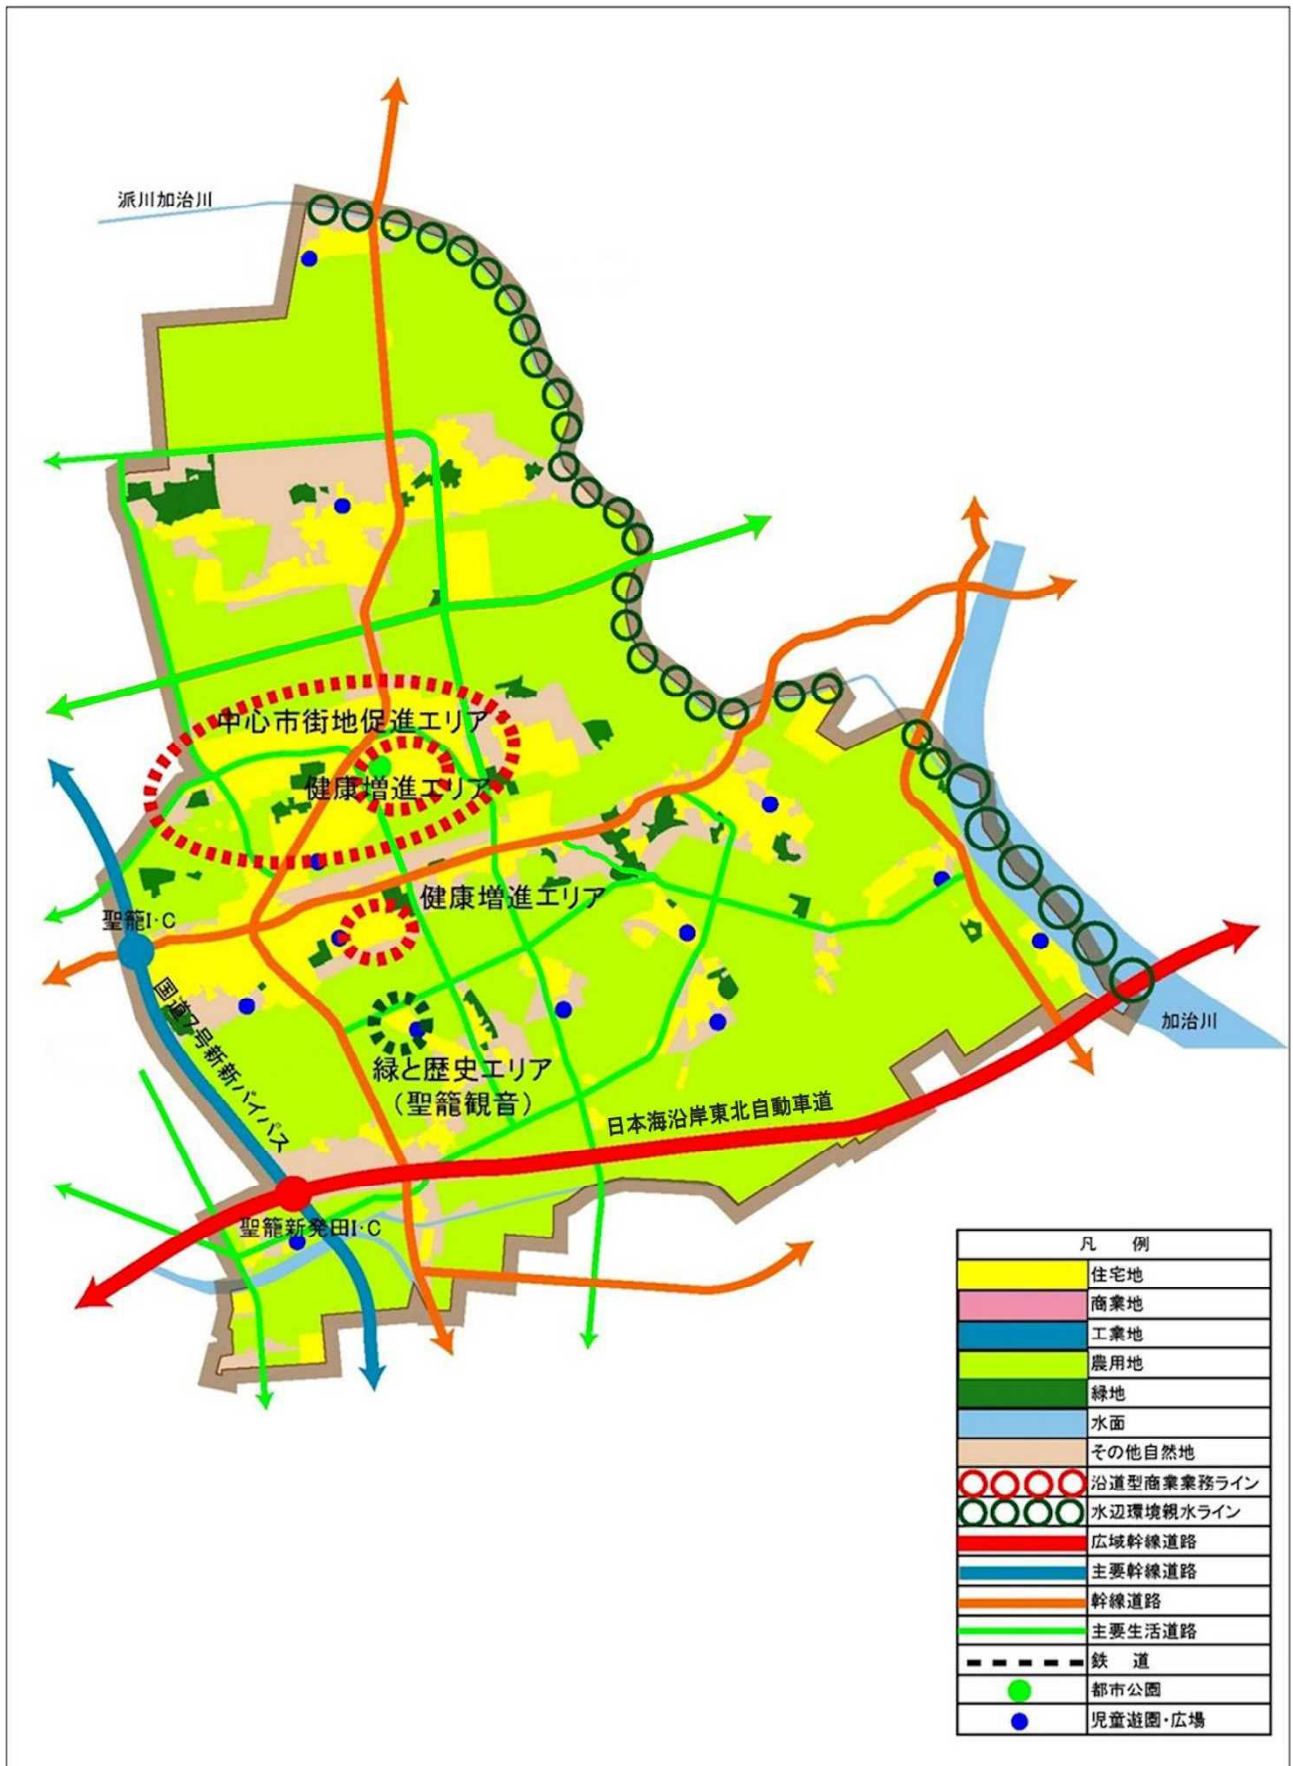 派川加治川
中心市街地促進エリア
健康増進エリア
健康増進エリア
聖籠I・C
国道7号新新バイパス
緑と歴史エリア
（聖籠観音）
加治川
日本海沿岸東北自動車道
聖籠新発田I・C
凡 例
住宅地
商業地
工業地
農用地
緑地
水面
その他自然地
沿道型商業業務ライン
水辺環境親水ライン
広域幹線道路
主要幹線道路
幹線道路
主要生活道路
鉄 道
都市公園
児童遊園・広場